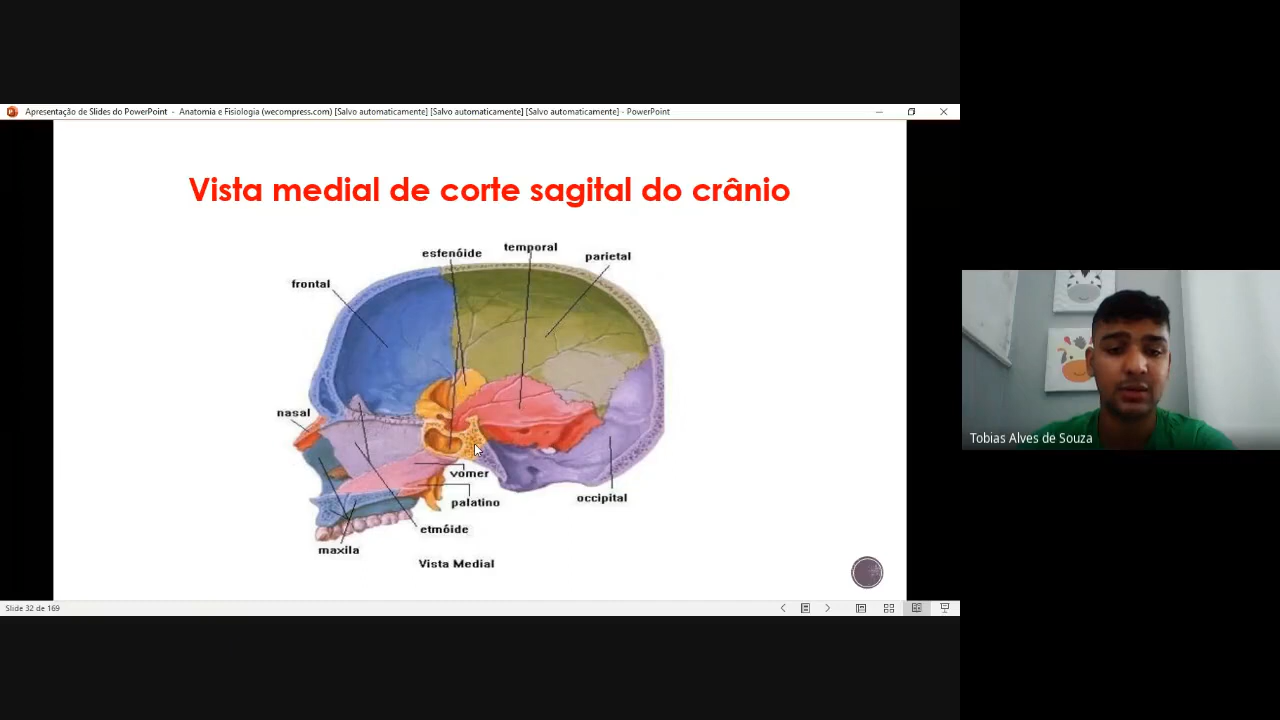 Apresentação de Slides do PowerPoint - Anatomia e Fisiologia (wecompress.com) [Salvo automaticamente] [Salvo automaticamente] [Salvo automaticamente] - PowerPoint
Vista medial de corte sagital do crânio
esfenóide
temporal
parietal
frontal
nasal
vomer
palatino
occipital
etmóide
maxila
Vista Medial
Slide 32 de 169
Tobias Alves de Souza